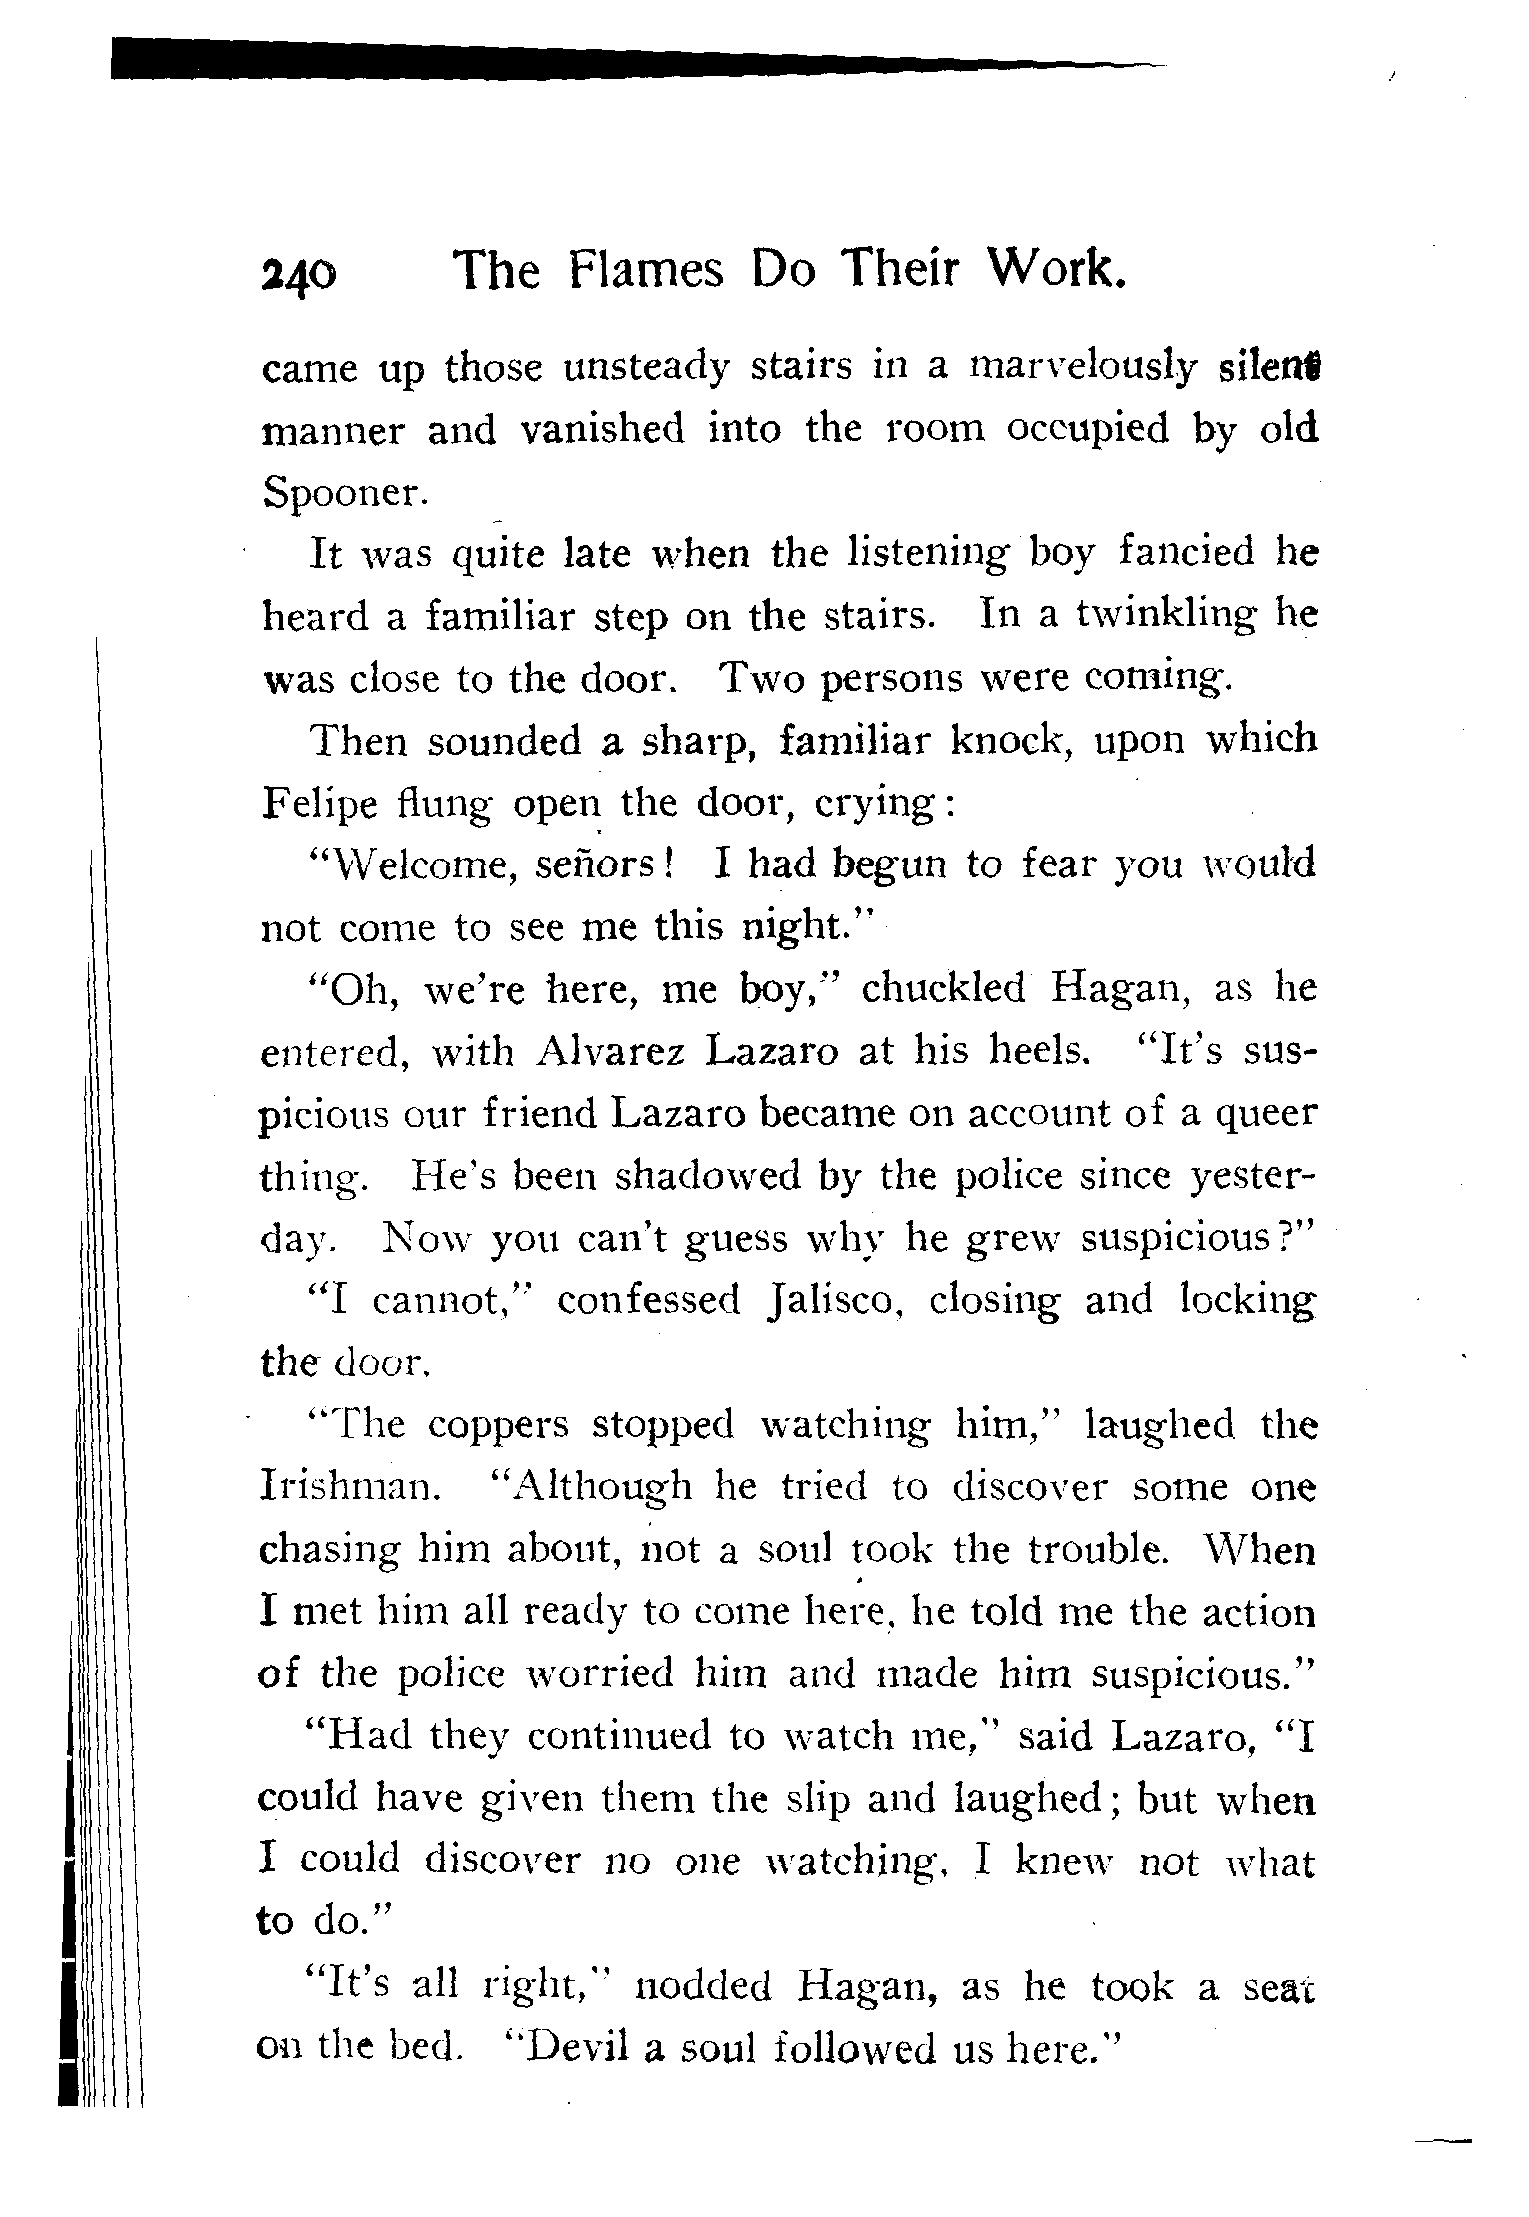 240 The Flames Do Their Work.
came up those unsteady stairs in a marvelously silent
manner and vanished into the room occupied by old
Spooner.
It was quite late when the listening boy fancied he
heard a familiar step on the stairs. In a twinkling he
was close to the door. Two persons were coming.
Then sounded a sharp, familiar knock, upon which
Felipe flung open the door, crying:
"Welcome, señors! I had begun to fear you would
not come to see me this night."
"Oh, we're here, me boy," chuckled Hagan, as he
entered, with Alvarez Lazaro at his heels. "It's sus-
picious our friend Lazaro became on account of a queer
thing. He's been shadowed by the police since yester-
day. Now you can't guess why he grew suspicious?"
"I cannot," confessed Jalisco, closing and locking
the door.
"The coppers stopped watching him," laughed the
Irishman. "Although he tried to discover some one
chasing him about, not a soul took the trouble. When
I met him all ready to come here, he told me the action
of the police worried him and made him suspicious."
"Had they continued to watch me," said Lazaro, "I
could have given them the slip and laughed; but when
I could discover no one watching, I knew not what
to do."
"It's all right," nodded Hagan, as he took a seat
on the bed. "Devil a soul followed us here."